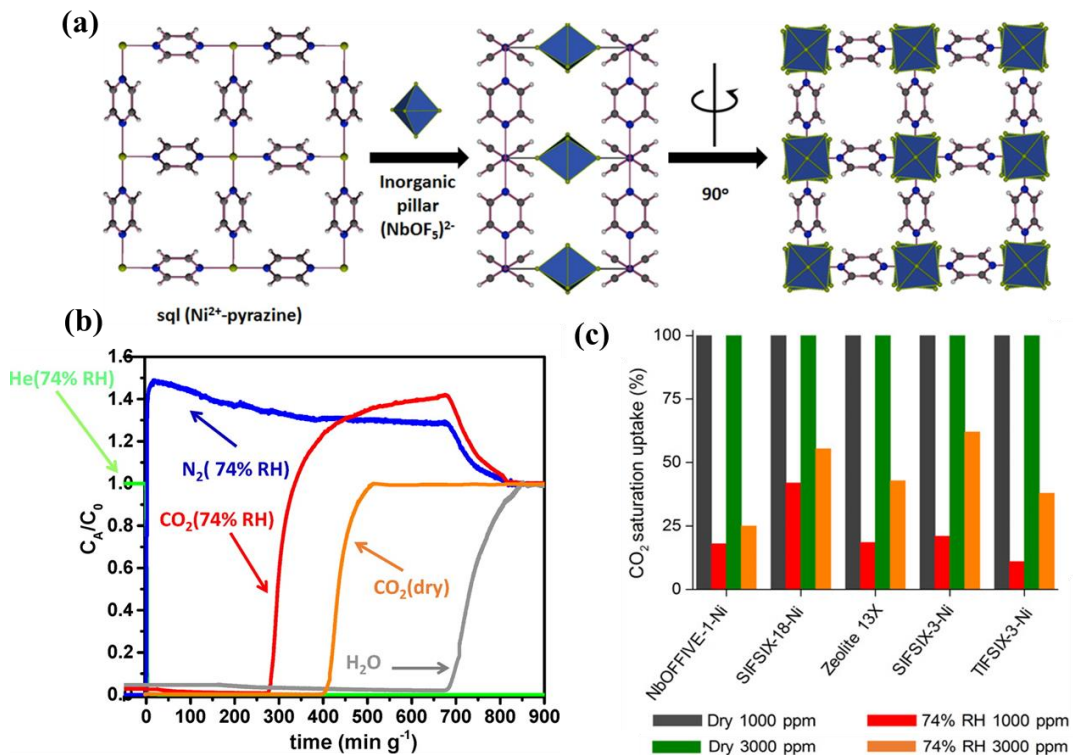 (a)
Inorganic
pillar
(NbOF₅)²⁻
90°
sql (Ni²⁺-pyrazine)
(b)
1.6
1.4
1.2
1.0
0.8
0.6
0.4
0.2
0.0
C_A/C_0
He(74% RH)
N₂( 74% RH)
CO₂(74% RH)
CO₂(dry)
H₂O
0 100 200 300 400 500 600 700 800 900
time (min g⁻¹)
(c)
100
75
50
25
0
CO₂ saturation uptake (%)
NbOFFIVE-1-Ni
SIFSIX-18-Ni
Zeolite 13X
SIFSIX-3-Ni
TIFSIX-3-Ni
Dry 1000 ppm
74% RH 1000 ppm
Dry 3000 ppm
74% RH 3000 ppm